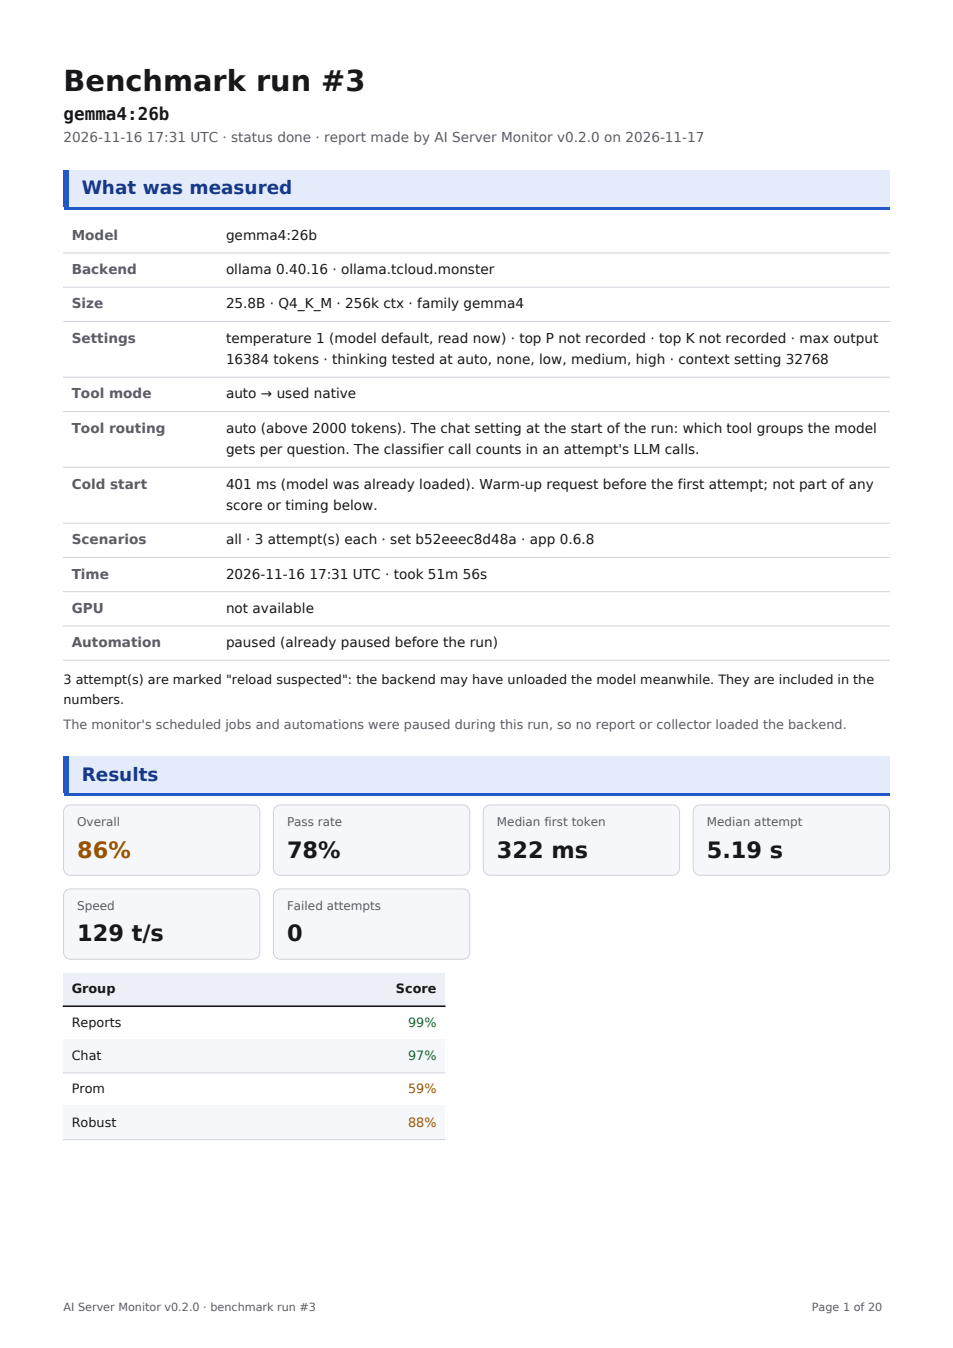 Benchmark run #3
gemma4:26b
2026-11-16 17:31 UTC · status done · report made by AI Server Monitor v0.2.0 on 2026-11-17
What was measured
Model gemma4:26b
Backend ollama 0.40.16 · ollama.tcloud.monster
Size 25.8B · Q4_K_M · 256k ctx · family gemma4
Settings temperature 1 (model default, read now) · top P not recorded · top K not recorded · max output
16384 tokens · thinking tested at auto, none, low, medium, high · context setting 32768
Tool mode auto → used native
Tool routing auto (above 2000 tokens). The chat setting at the start of the run: which tool groups the model
gets per question. The classifier call counts in an attempt's LLM calls.
Cold start 401 ms (model was already loaded). Warm-up request before the first attempt; not part of any
score or timing below.
Scenarios all · 3 attempt(s) each · set b52eeec8d48a · app 0.6.8
Time 2026-11-16 17:31 UTC · took 51m 56s
GPU not available
Automation paused (already paused before the run)
3 attempt(s) are marked "reload suspected": the backend may have unloaded the model meanwhile. They are included in the
numbers.
The monitor's scheduled jobs and automations were paused during this run, so no report or collector loaded the backend.
Results
Overall Pass rate Median first token Median attempt
86% 78% 322 ms 5.19 s
Speed Failed attempts
129 t/s 0
Group Score
Reports 99%
Chat 97%
Prom 59%
Robust 88%
AI Server Monitor v0.2.0 · benchmark run #3 Page 1 of 20